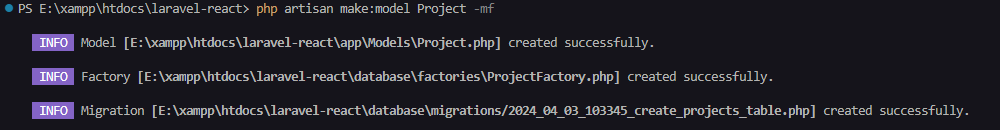 PS E:\xampp\htdocs\laravel-react> php artisan make:model Project -mf
INFO Model [E:\xampp\htdocs\laravel-react\app\Models\Project.php] created successfully.
INFO Factory [E:\xampp\htdocs\laravel-react\database\factories\ProjectFactory.php] created successfully.
INFO Migration [E:\xampp\htdocs\laravel-react\database\migrations/2024_04_03_103345_create_projects_table.php] created successfully.